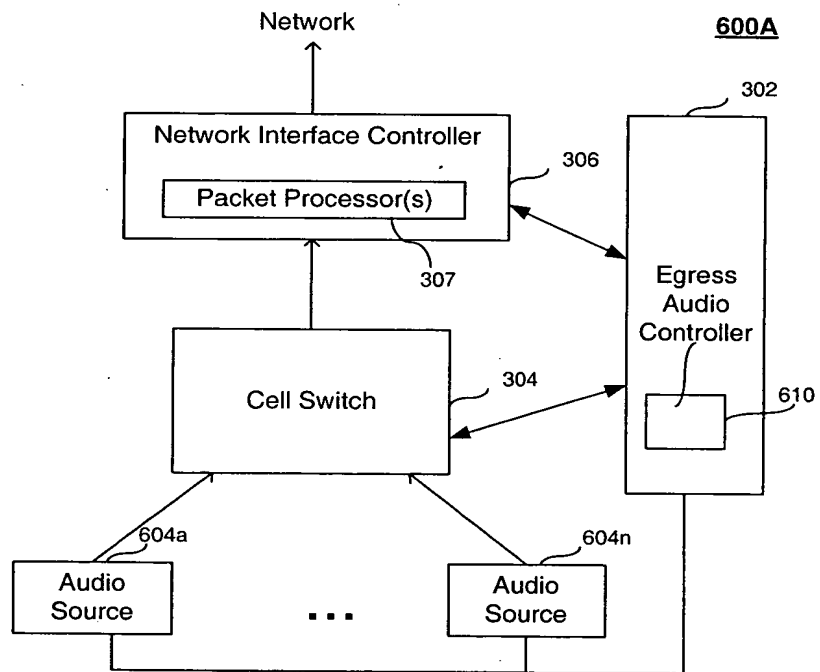 Network
600A
302
Network Interface Controller
306
Packet Processor(s)
307
Egress
Audio
Controller
304
Cell Switch
610
604a
604n
Audio
Source
...
Audio
Source